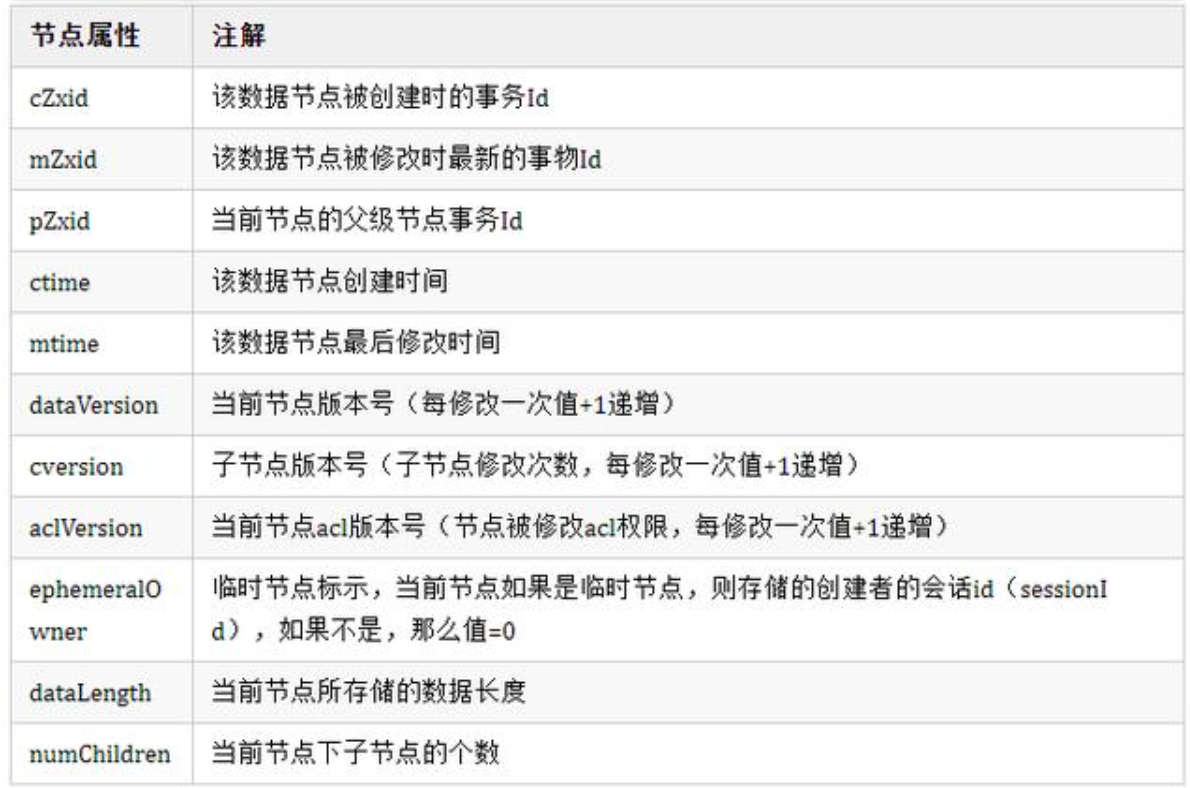 节点属性 注解
cZxid 该数据节点被创建时的事务Id
mZxid 该数据节点被修改时最新的事物Id
pZxid 当前节点的父级节点事务Id
ctime 该数据节点创建时间
mtime 该数据节点最后修改时间
dataVersion 当前节点版本号（每修改一次值+1递增）
cversion 子节点版本号（子节点修改次数，每修改一次值+1递增）
aclVersion 当前节点acl版本号（节点被修改acl权限，每修改一次值+1递增）
ephemeralO 临时节点标示，当前节点如果是临时节点，则存储的创建者的会话id（sessionI
wner d），如果不是，那么值=0
dataLength 当前节点所存储的数据长度
numChildren 当前节点下子节点的个数